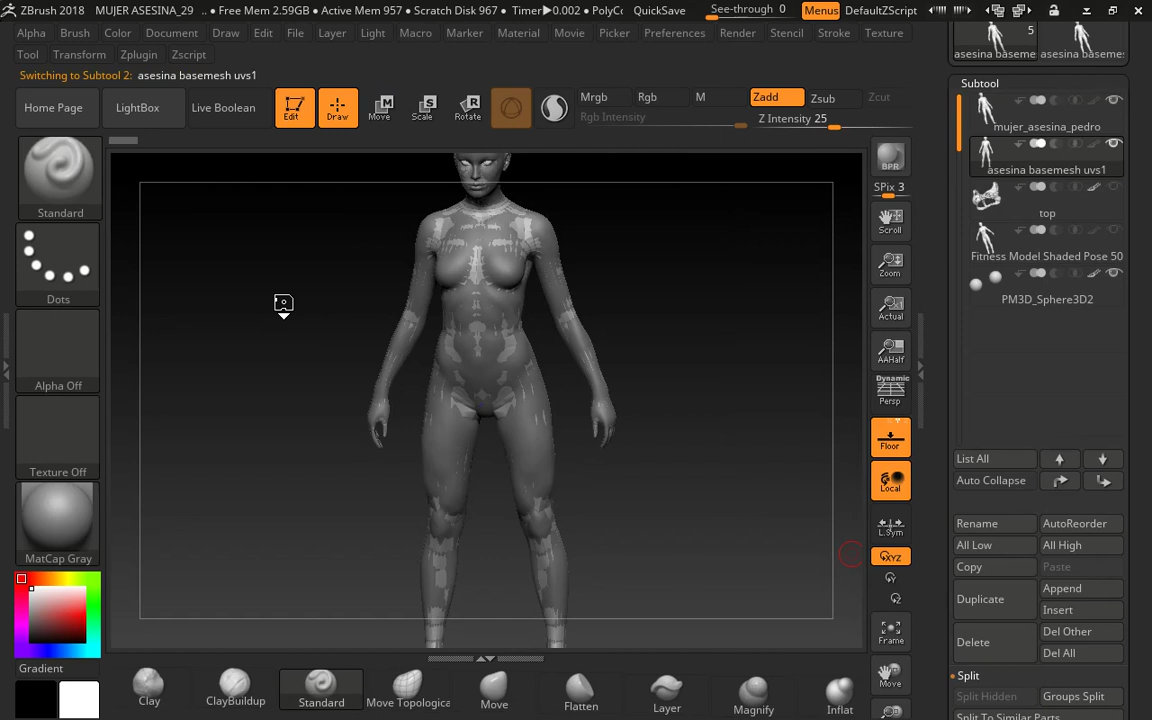 ZBrush 2018 MUJER ASESINA_29 .. • Free Mem 2.59GB • Active Mem 957 • Scratch Disk 967 • Timer▶0.002 • PolyCo QuickSave See-through 0 Menus DefaultZScript
Alpha Brush Color Document Draw Edit File Layer Light Macro Marker Material Movie Picker Preferences Render Stencil Stroke Texture
Tool Transform Zplugin Zscript
5
asesina baseme asesina basemes
Switching to Subtool 2: asesina basemesh uvs1
Home Page LightBox Live Boolean Edit Draw Move Scale Rotate
Mrgb Rgb M Zadd Zsub Zcut
Rgb Intensity Z Intensity 25
Standard
Dots
Alpha Off
Texture Off
MatCap Gray
Gradient
BPR
SPix 3
Scroll
Zoom
Actual
AAHalf
Dynamic
Persp
Floor
Local
L.Sym
XYZ
Frame
Move
Subtool
mujer_asesina_pedro
asesina basemesh uvs1
top
Fitness Model Shaded Pose 50
PM3D_Sphere3D2
List All
Auto Collapse
Rename AutoReorder
All Low All High
Copy Paste
Duplicate Append
Insert
Delete Del Other
Del All
Split
Split Hidden Groups Split
Split To Similar Parts
Clay ClayBuildup Standard Move Topologica Move Flatten Layer Magnify Inflat